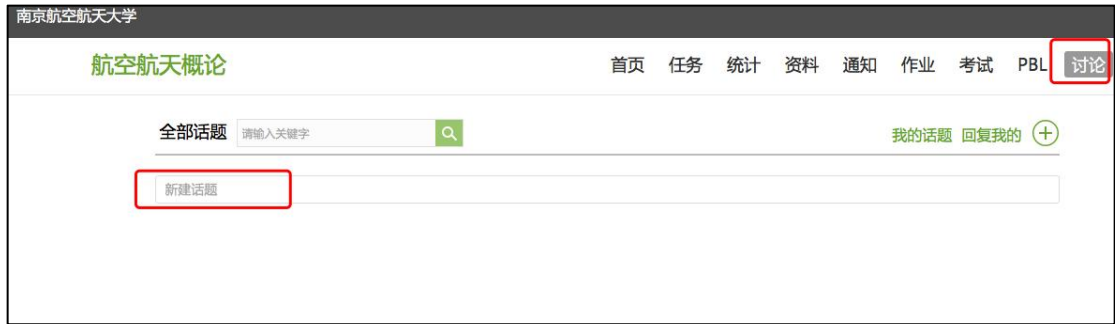 南京航空航天大学
航空航天概论 首页 任务 统计 资料 通知 作业 考试 PBL 讨论
全部话题 请输入关键字 我的话题 回复我的
新建话题